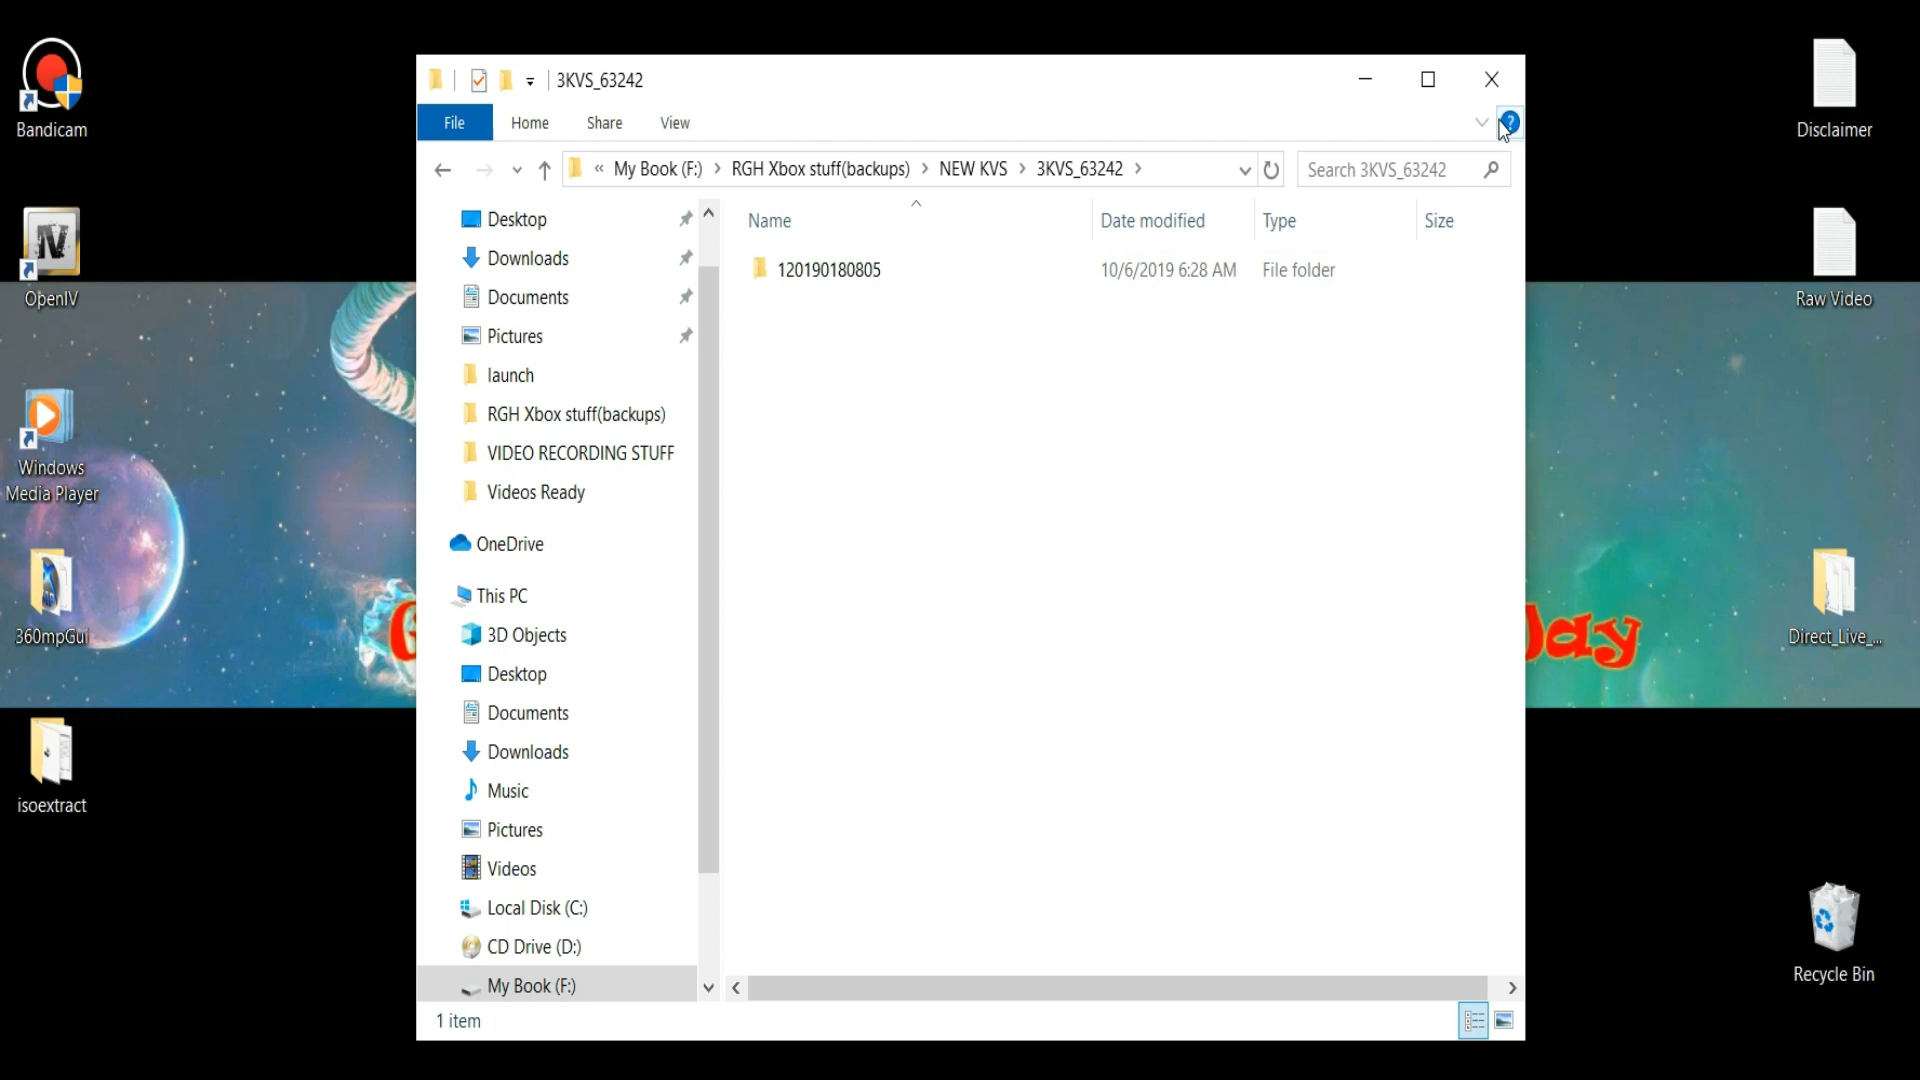 Bandicam
OpenIV
Windows
Media Player
360mpGui
isoextract
3KVS_63242
File Home Share View
« My Book (F:) › RGH Xbox stuff(backups) › NEW KVS › 3KVS_63242 ›
Search 3KVS_63242
Desktop
Downloads
Documents
Pictures
launch
RGH Xbox stuff(backups)
VIDEO RECORDING STUFF
Videos Ready
OneDrive
This PC
3D Objects
Desktop
Documents
Downloads
Music
Pictures
Videos
Local Disk (C:)
CD Drive (D:)
My Book (F:)
Name Date modified Type Size
120190180805 10/6/2019 6:28 AM File folder
1 item
Disclaimer
Raw Video
Direct_Live_...
Jay
Recycle Bin